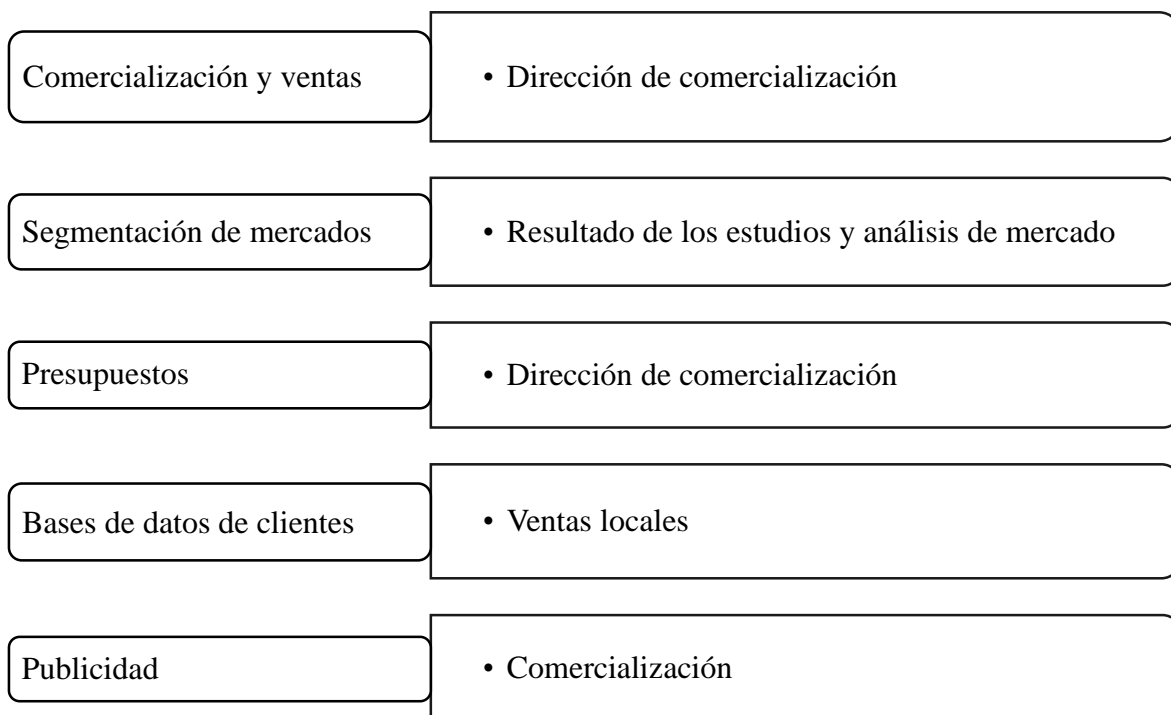 Comercialización y ventas
• Dirección de comercialización
Segmentación de mercados
• Resultado de los estudios y análisis de mercado
Presupuestos
• Dirección de comercialización
Bases de datos de clientes
• Ventas locales
Publicidad
• Comercialización